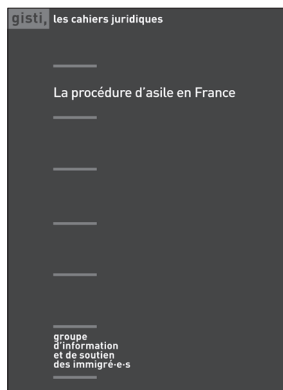 gisti, les cahiers juridiques
La procédure d'asile en France
groupe
d'information
et de soutien
des immigré·e·s